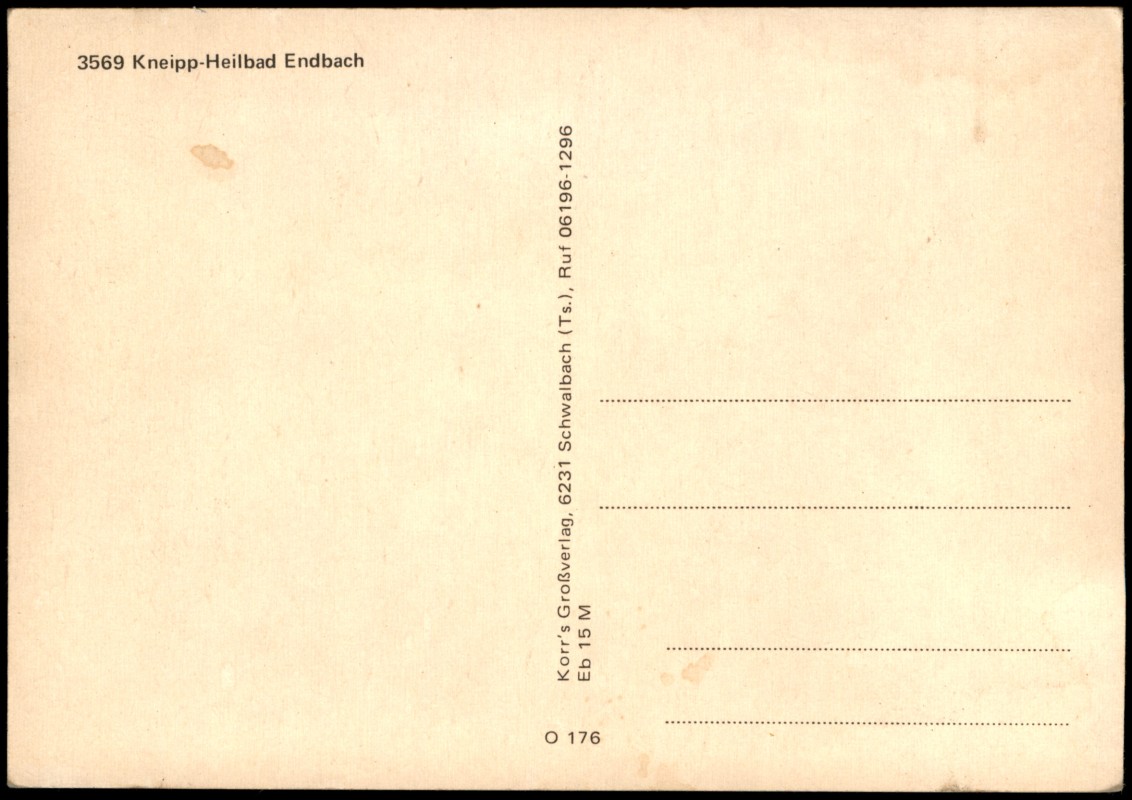 3569 Kneipp-Heilbad Endbach
Korr's Großverlag, 6231 Schwalbach (Ts.), Ruf 06196-1296
Eb 15 M
O 176